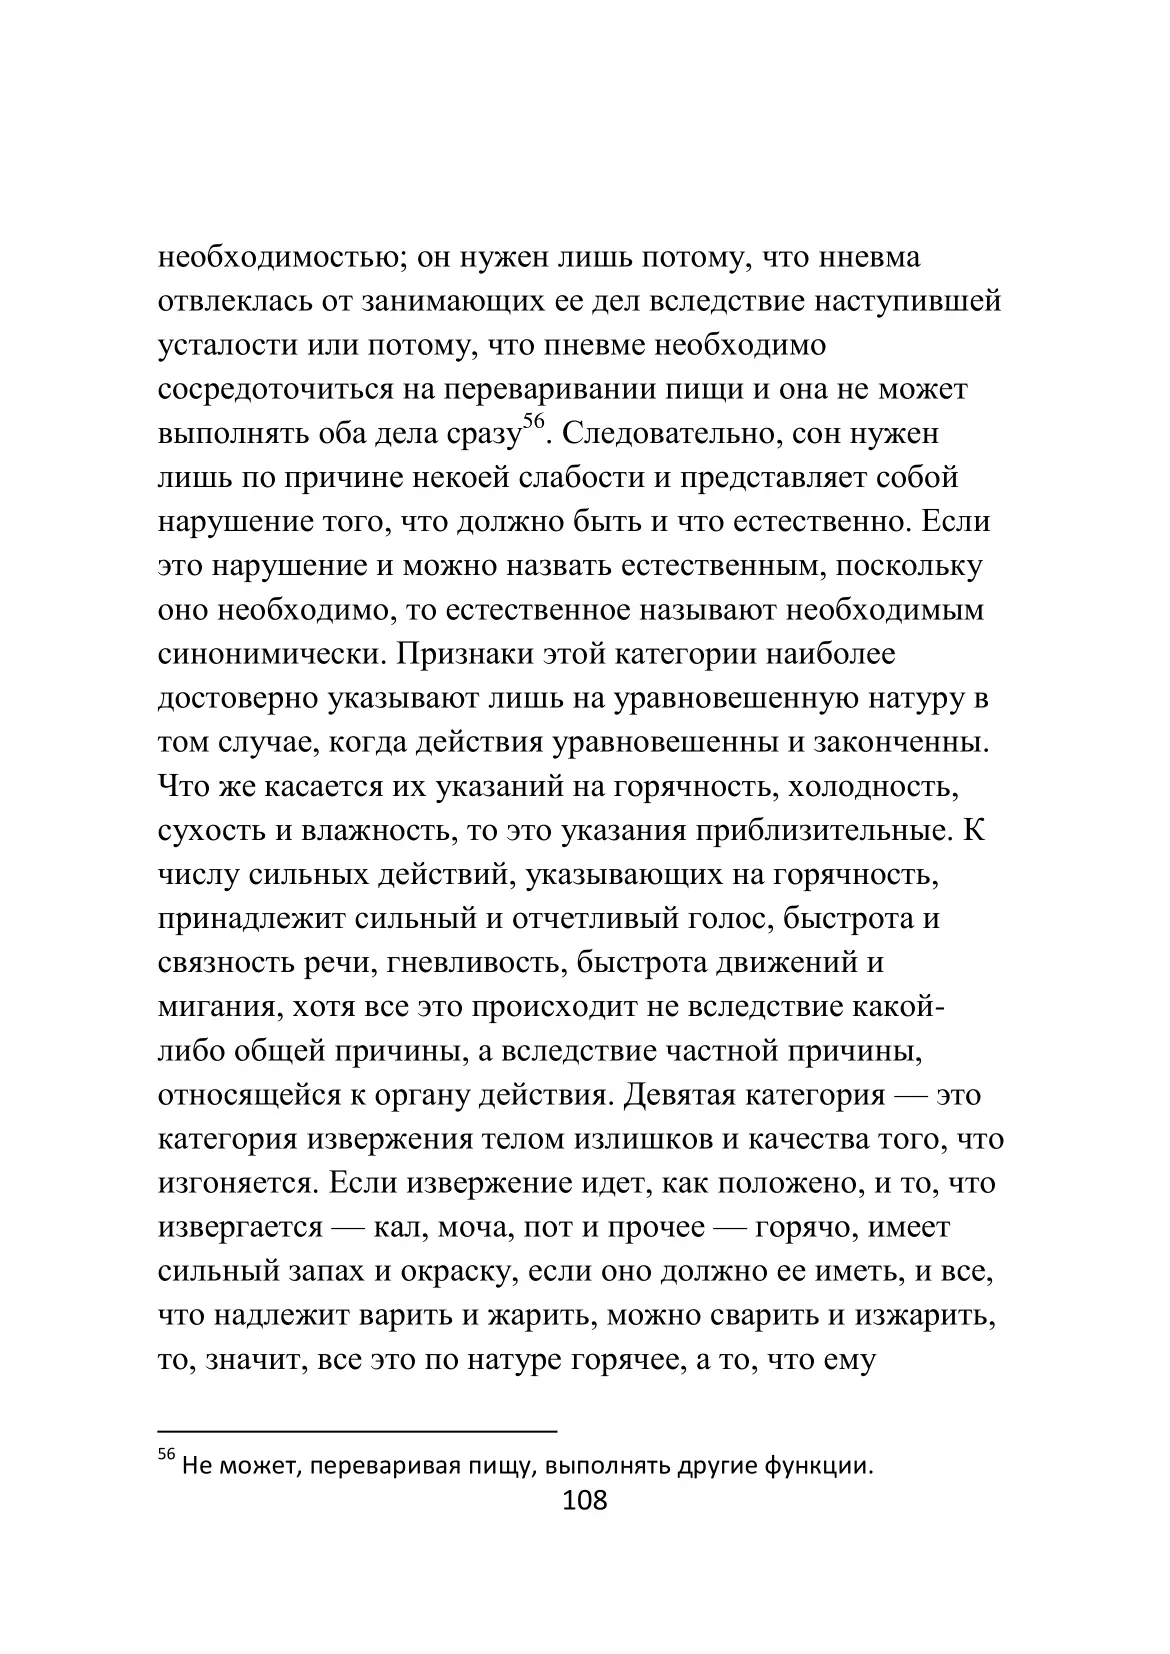 необходимостью; он нужен лишь потому, что нневма
отвлеклась от занимающих ее дел вследствие наступившей
усталости или потому, что пневме необходимо
сосредоточиться на переваривании пищи и она не может
выполнять оба дела сразу56. Следовательно, сон нужен
лишь по причине некоей слабости и представляет собой
нарушение того, что должно быть и что естественно. Если
это нарушение и можно назвать естественным, поскольку
оно необходимо, то естественное называют необходимым
синонимически. Признаки этой категории наиболее
достоверно указывают лишь на уравновешенную натуру в
том случае, когда действия уравновешенны и законченны.
Что же касается их указаний на горячность, холодность,
сухость и влажность, то это указания приблизительные. К
числу сильных действий, указывающих на горячность,
принадлежит сильный и отчетливый голос, быстрота и
связность речи, гневливость, быстрота движений и
мигания, хотя все это происходит не вследствие какой-
либо общей причины, а вследствие частной причины,
относящейся к органу действия. Девятая категория — это
категория извержения телом излишков и качества того, что
изгоняется. Если извержение идет, как положено, и то, что
извергается — кал, моча, пот и прочее — горячо, имеет
сильный запах и окраску, если оно должно ее иметь, и все,
что надлежит варить и жарить, можно сварить и изжарить,
то, значит, все это по натуре горячее, а то, что ему
56 Не может, переваривая пищу, выполнять другие функции.
108